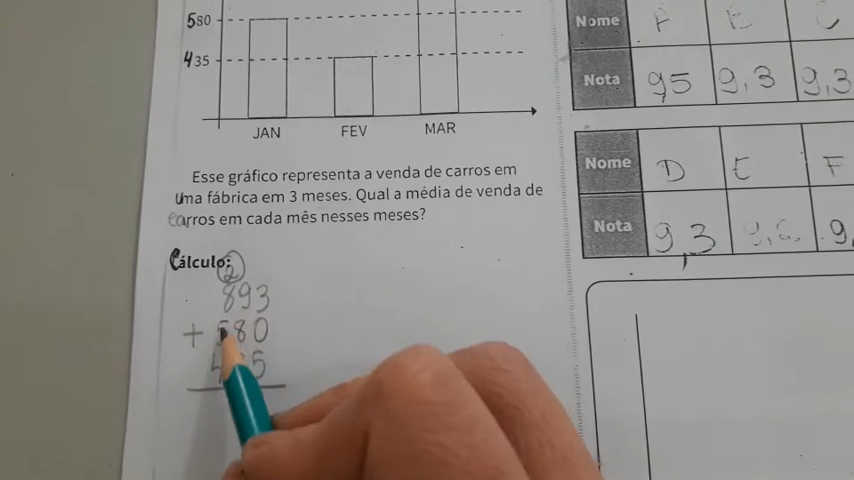 580
435
JAN FEV MAR
Esse gráfico representa a venda de carros em
uma fábrica em 3 meses. Qual a média de venda de
carros em cada mês nesses meses?
Cálculo:
2
893
+ 580
5
Nome F E C
Nota 95 9,3 9,3
Nome D E F
Nota 9,3 9,